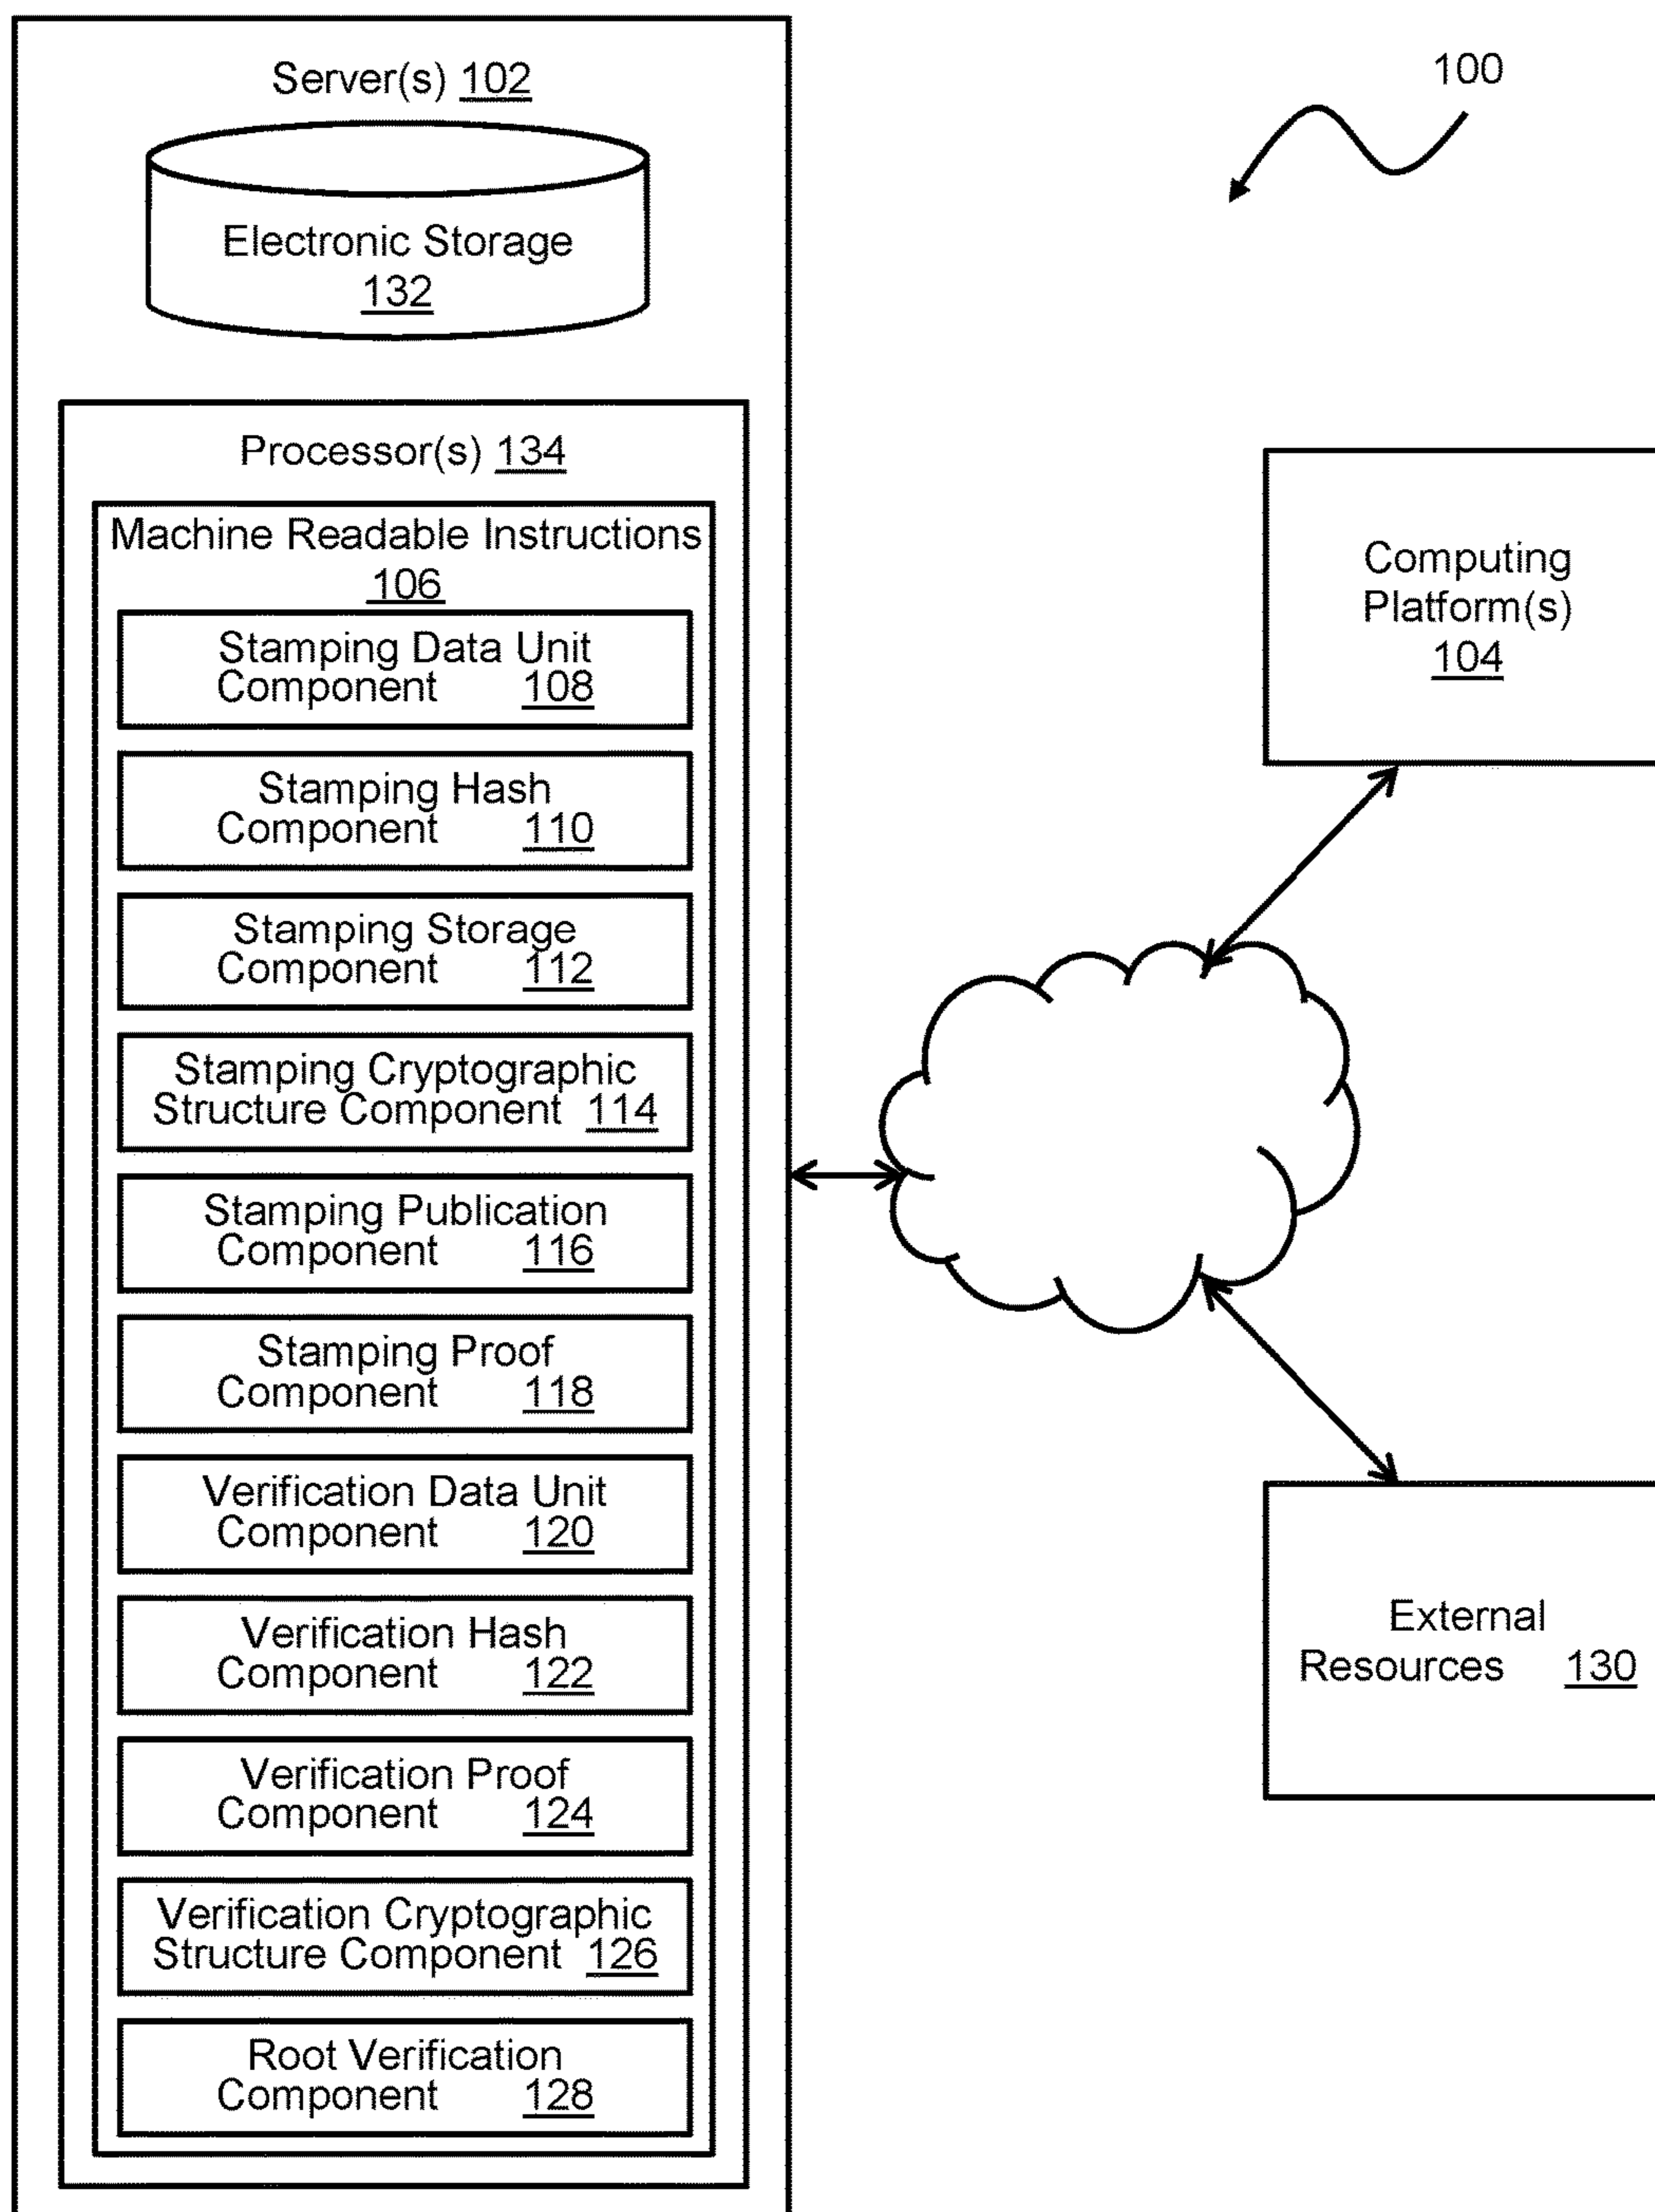 Server(s) 102
100
Electronic Storage
132
Processor(s) 134
Machine Readable Instructions
106
Stamping Data Unit
Component 108
Stamping Hash
Component 110
Stamping Storage
Component 112
Stamping Cryptographic
Structure Component 114
Stamping Publication
Component 116
Stamping Proof
Component 118
Verification Data Unit
Component 120
Verification Hash
Component 122
Verification Proof
Component 124
Verification Cryptographic
Structure Component 126
Root Verification
Component 128
Computing
Platform(s)
104
External
Resources 130